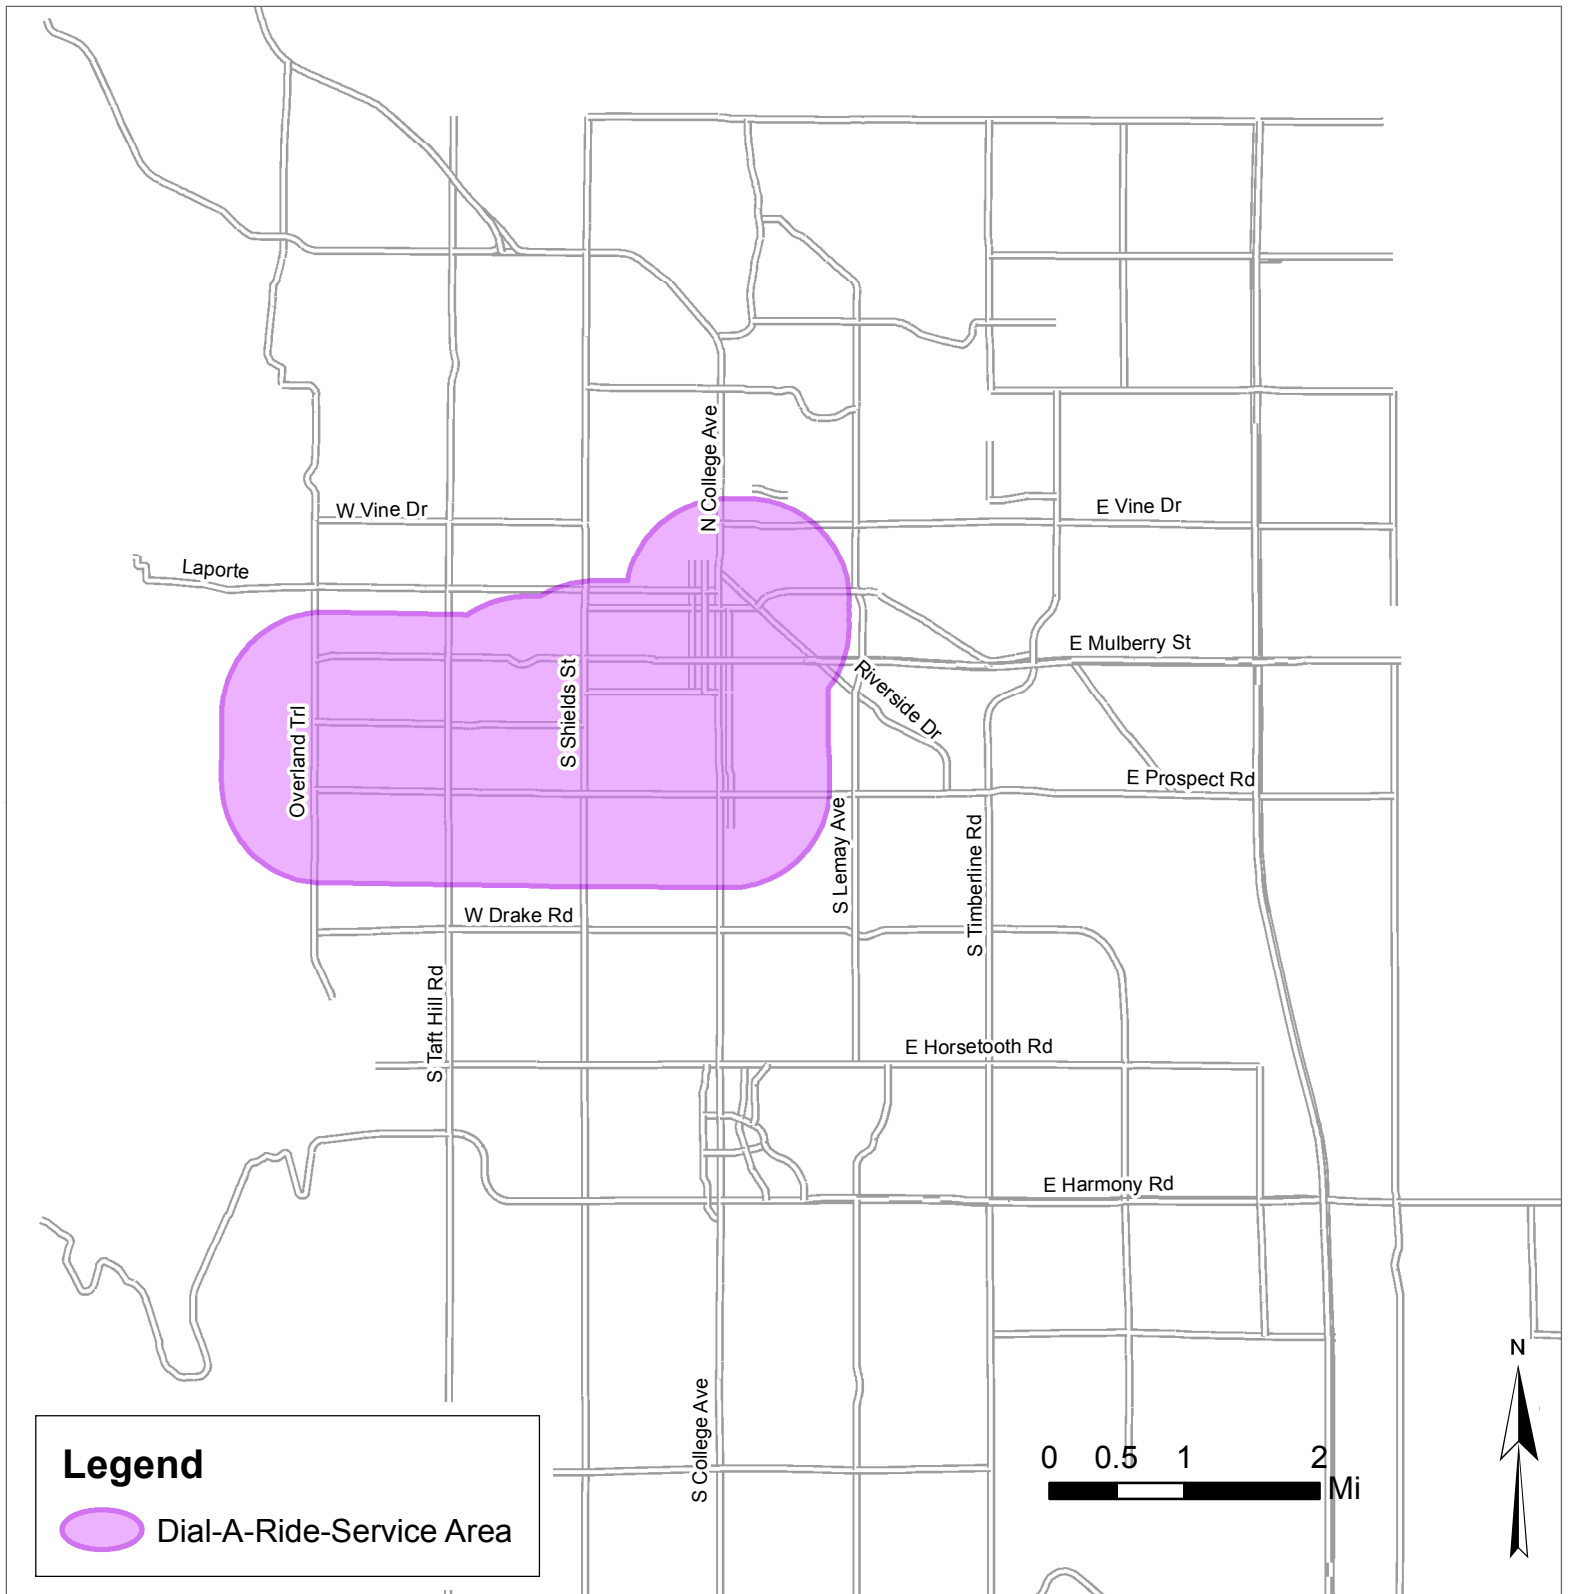 N College Ave
W Vine Dr
E Vine Dr
Laporte
E Mulberry St
S Shields St
Riverside Dr
Overland Trl
E Prospect Rd
S Lemay Ave
S Timberline Rd
W Drake Rd
S Taft Hill Rd
E Horsetooth Rd
E Harmony Rd
N
S College Ave
0 0.5 1 2
Mi
Legend
Dial-A-Ride-Service Area